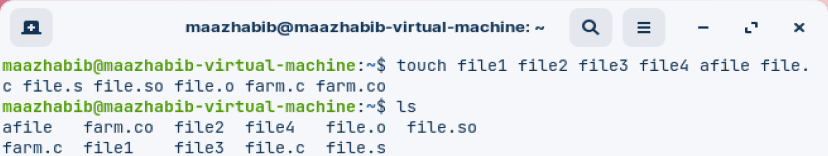 maazhabib@maazhabib-virtual-machine: ~
maazhabib@maazhabib-virtual-machine:~$ touch file1 file2 file3 file4 afile file.
c file.s file.so file.o farm.c farm.co
maazhabib@maazhabib-virtual-machine:~$ ls
afile   farm.co  file2  file4   file.o  file.so
farm.c  file1    file3  file.c  file.s